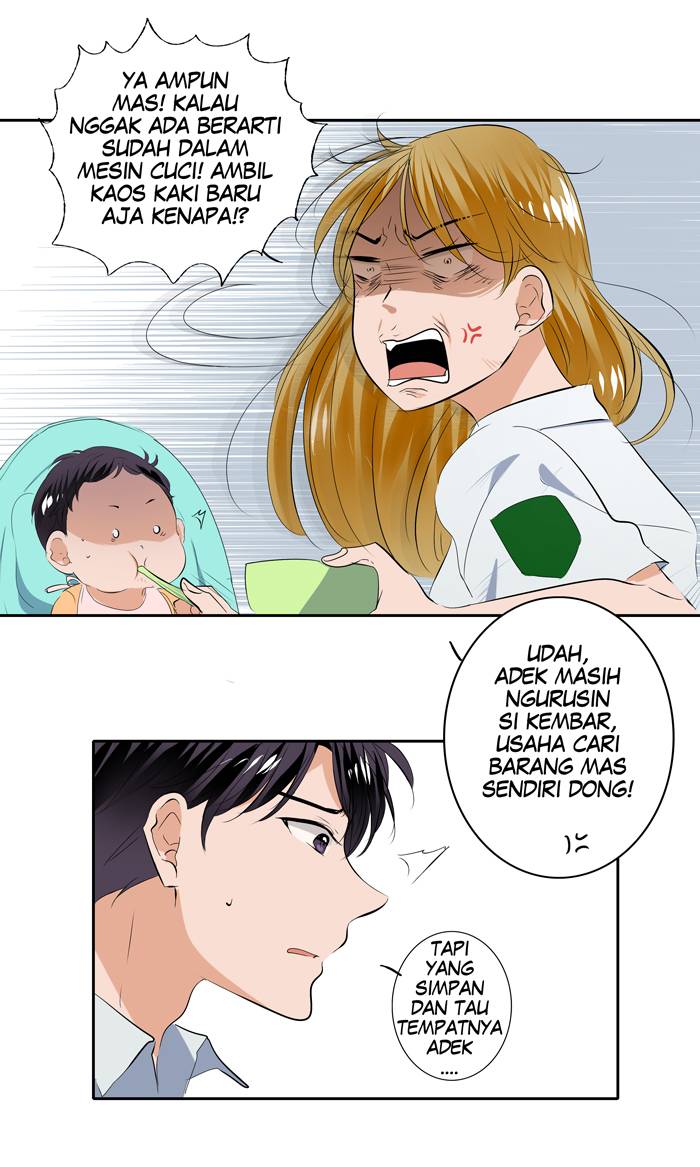 YA AMPUN
MAS! KALAU
NGGAK ADA BERARTI
SUDAH DALAM
MESIN CUCI! AMBIL
KAOS KAKI BARU
AJA KENAPA!?
UDAH,
ADEK MASIH
NGURUSIN
SI KEMBAR,
USAHA CARI
BARANG MAS
SENDIRI DONG!
TAPI
YANG
SIMPAN
DAN TAU
TEMPATNYA
ADEK
....